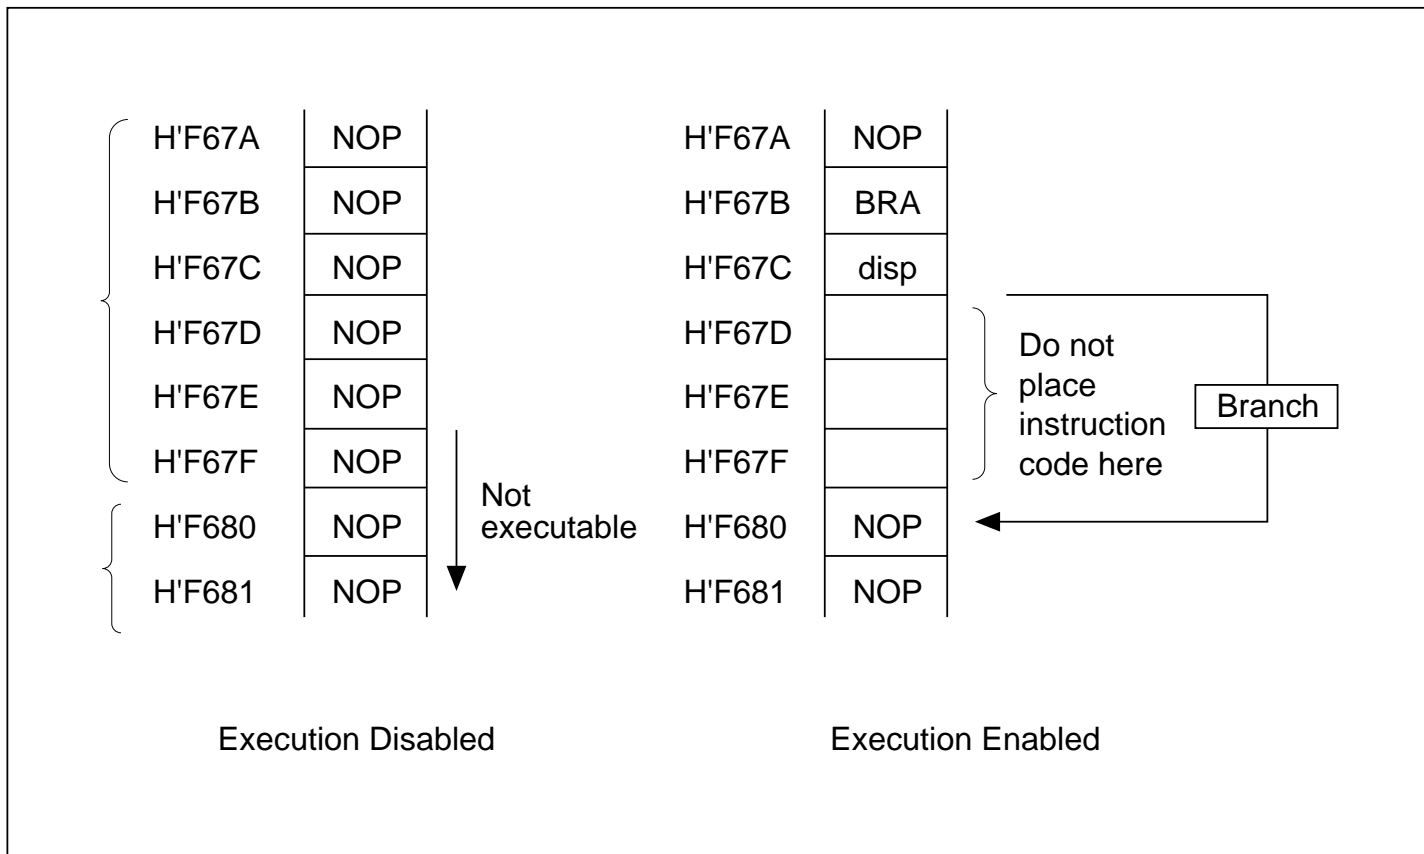 H'F67A NOP
H'F67B NOP
H'F67C NOP
H'F67D NOP
H'F67E NOP
H'F67F NOP
H'F680 NOP
H'F681 NOP
Not
executable
Execution Disabled
H'F67A NOP
H'F67B BRA
H'F67C disp
H'F67D
H'F67E
H'F67F
H'F680 NOP
H'F681 NOP
Do not
place
instruction
code here
Branch
Execution Enabled